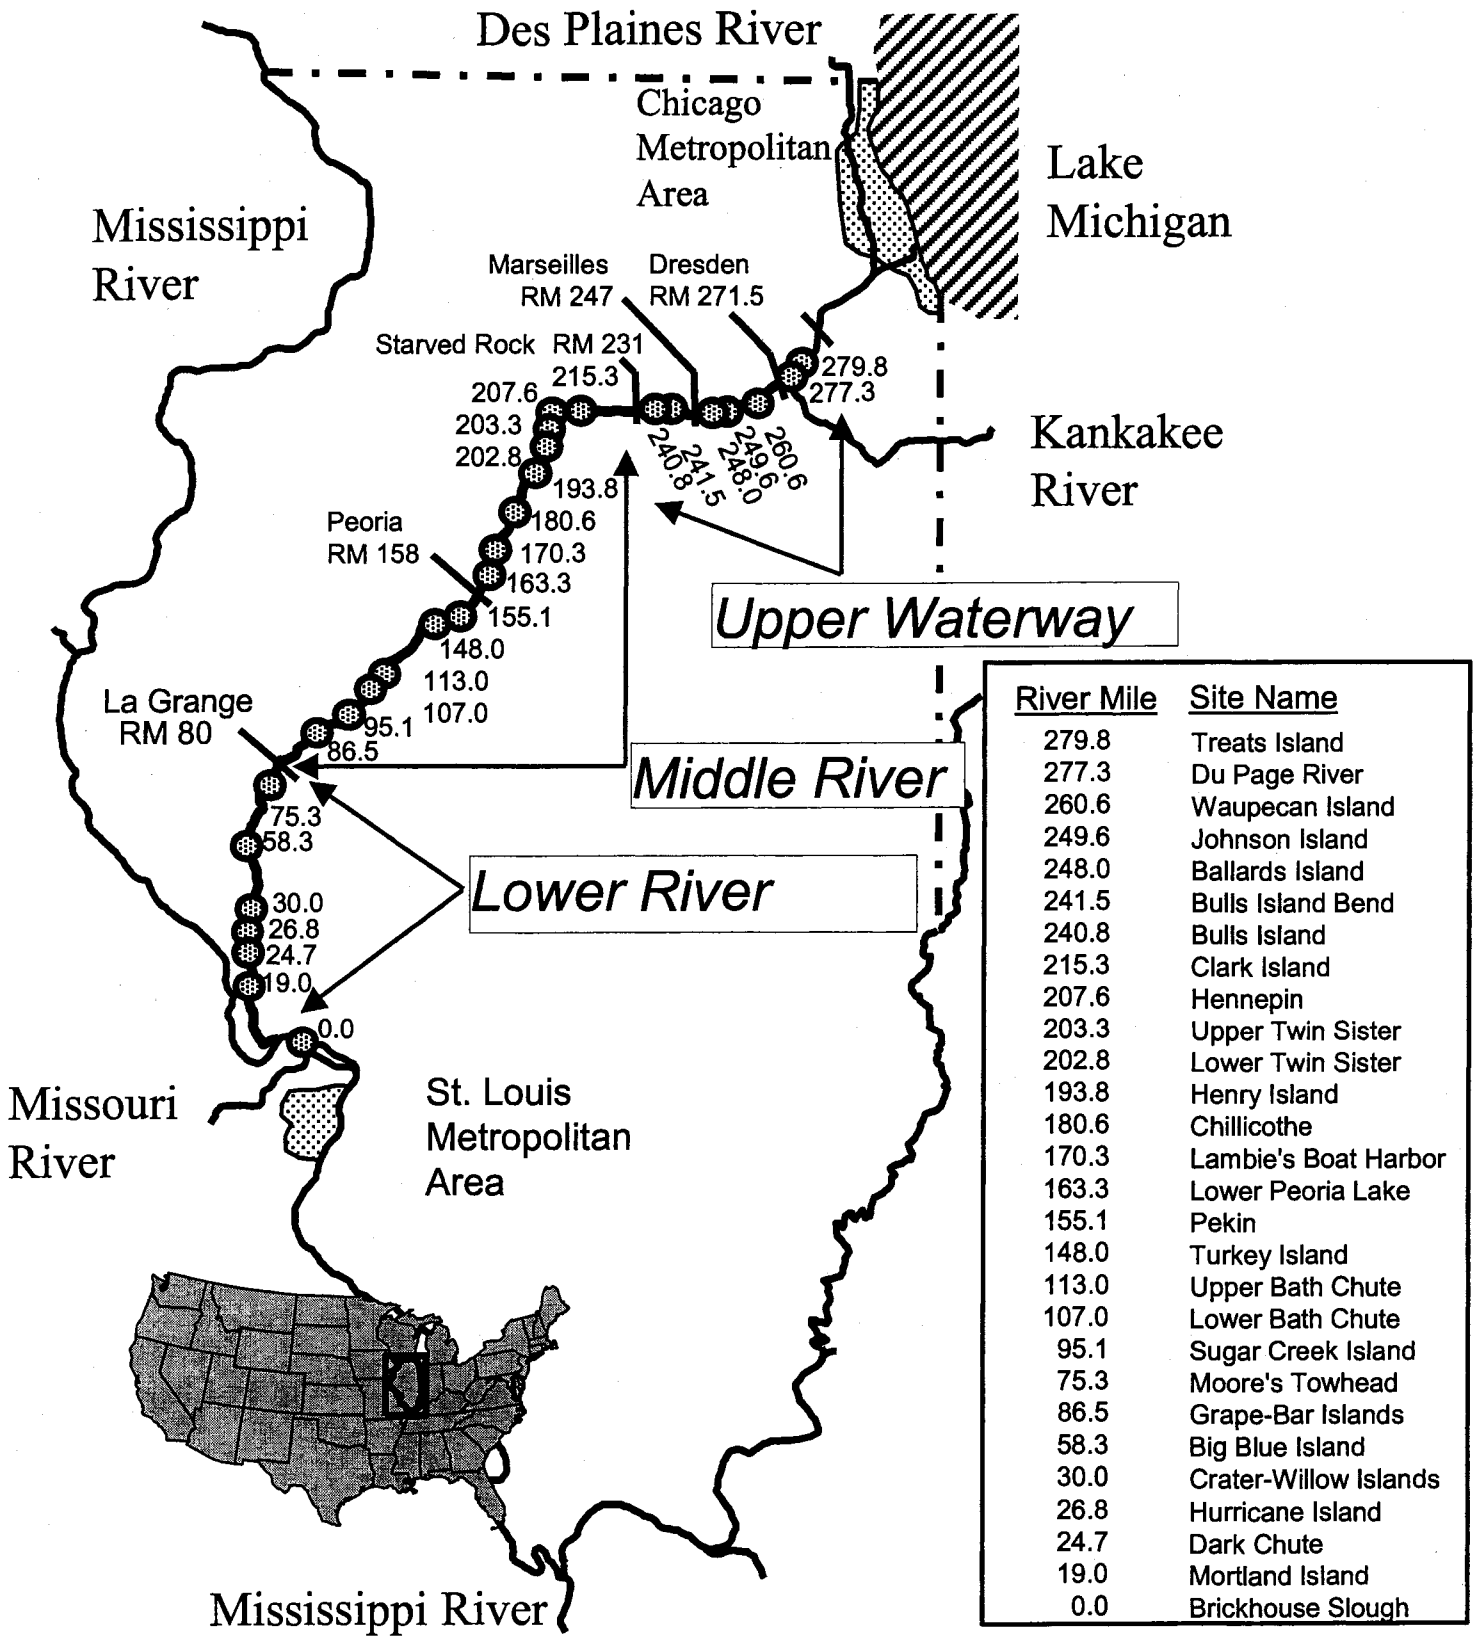 Des Plaines River
Chicago
Metropolitan
Area
Lake
Michigan
Mississippi
River
Marseilles
RM 247
Dresden
RM 271.5
Starved Rock RM 231
215.3
207.6
203.3
202.8
193.8
180.6
170.3
163.3
155.1
148.0
113.0
107.0
95.1
86.5
279.8
277.3
260.6
249.6
248.0
241.5
240.8
Kankakee
River
Peoria
RM 158
Upper Waterway
La Grange
RM 80
Middle River
75.3
58.3
Lower River
30.0
26.8
24.7
19.0
0.0
Missouri
River
St. Louis
Metropolitan
Area
Mississippi River
River Mile Site Name
279.8 Treats Island
277.3 Du Page River
260.6 Waupecan Island
249.6 Johnson Island
248.0 Ballards Island
241.5 Bulls Island Bend
240.8 Bulls Island
215.3 Clark Island
207.6 Hennepin
203.3 Upper Twin Sister
202.8 Lower Twin Sister
193.8 Henry Island
180.6 Chillicothe
170.3 Lambie's Boat Harbor
163.3 Lower Peoria Lake
155.1 Pekin
148.0 Turkey Island
113.0 Upper Bath Chute
107.0 Lower Bath Chute
95.1 Sugar Creek Island
75.3 Moore's Towhead
86.5 Grape-Bar Islands
58.3 Big Blue Island
30.0 Crater-Willow Islands
26.8 Hurricane Island
24.7 Dark Chute
19.0 Mortland Island
0.0 Brickhouse Slough